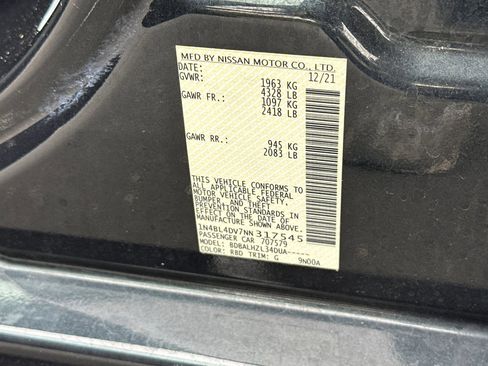 MFD BY NISSAN MOTOR CO., LTD.
DATE: 12/21
GVWR: 1963 KG
4328 LB
GAWR FR.: 1097 KG
2418 LB
GAWR RR.: 945 KG
2083 LB
THIS VEHICLE CONFORMS TO
ALL APPLICABLE FEDERAL
MOTOR VEHICLE SAFETY,
BUMPER, AND THEFT
PREVENTION STANDARDS IN
EFFECT ON THE DATE OF
MANUFACTURE SHOWN ABOVE.
1N4BL4DV7NN317545
PASSENGER CAR 707579
MODEL: BDBALHZL34DUA-----
COLOR: RBD TRIM: G 9N00A